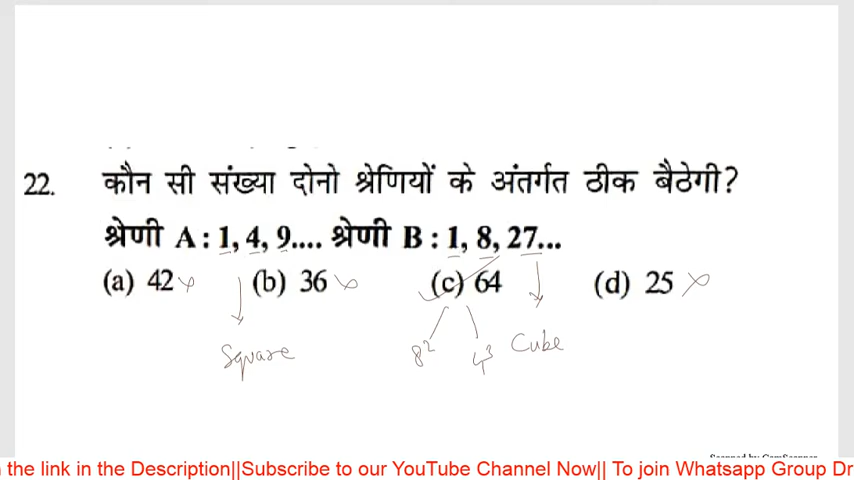 22. कौन सी संख्या दोनो श्रेणियों के अंतर्गत ठीक बैठेगी?
श्रेणी A : 1, 4, 9.... श्रेणी B : 1, 8, 27...
(a) 42 (b) 36 (c) 64 (d) 25
Square 8² 4³ Cube
the link in the Description||Subscribe to our YouTube Channel Now|| To join Whatsapp Group Dr